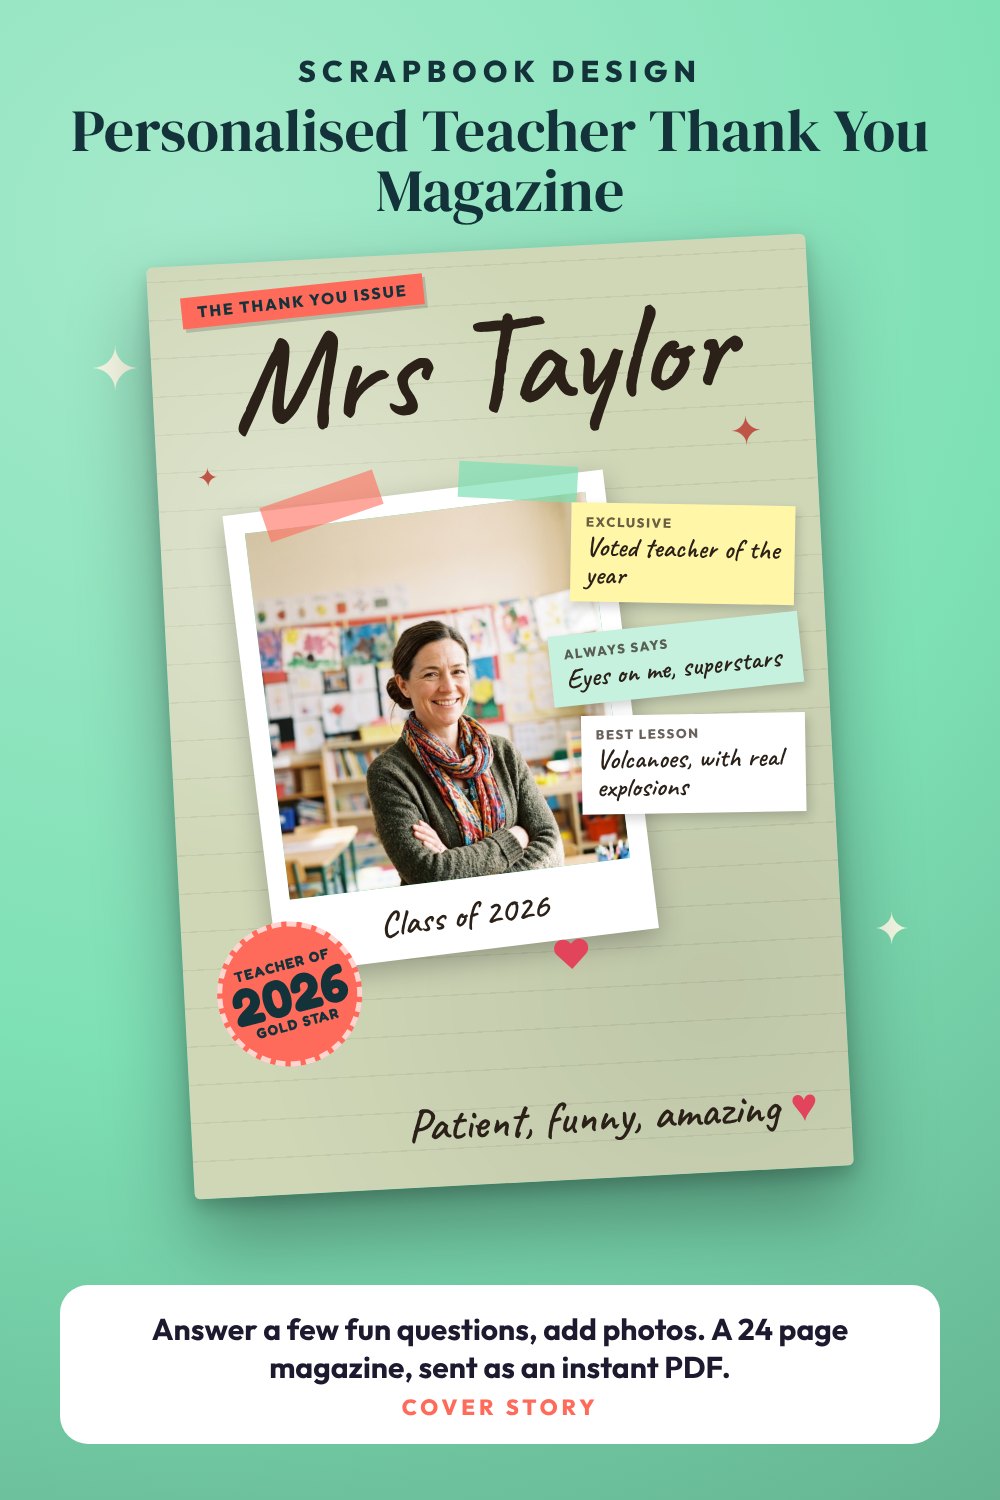 SCRAPBOOK DESIGN
Personalised Teacher Thank You
Magazine
THE THANK YOU ISSUE
Mrs Taylor
EXCLUSIVE
Voted teacher of the
year
ALWAYS SAYS
Eyes on me, superstars
BEST LESSON
Volcanoes, with real
explosions
Class of 2026
TEACHER OF
2026
GOLD STAR
Patient, funny, amazing
Answer a few fun questions, add photos. A 24 page
magazine, sent as an instant PDF.
COVER STORY